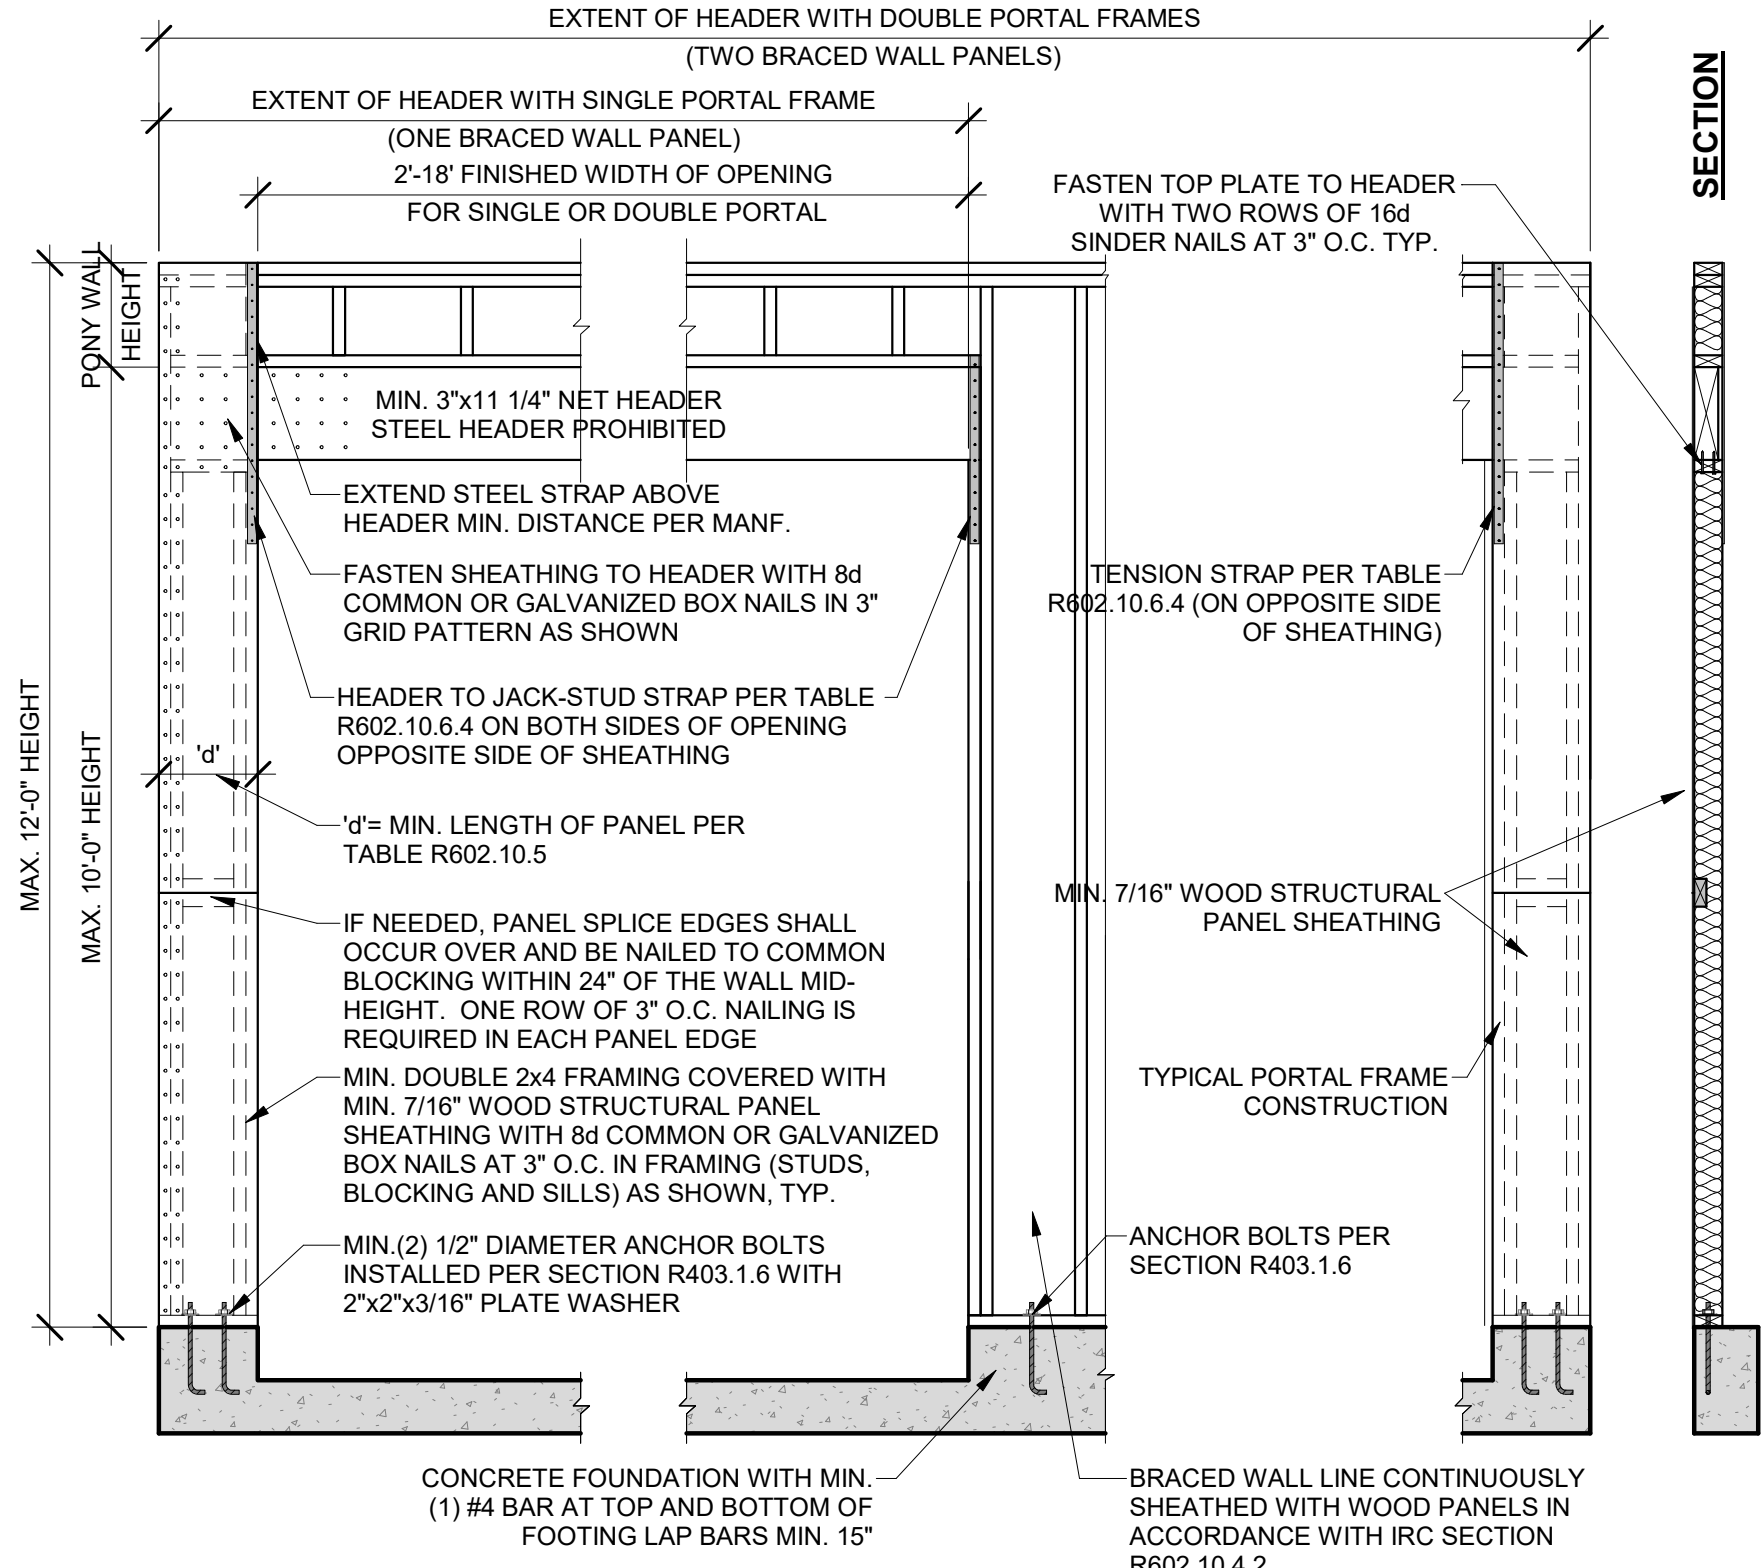 EXTENT OF HEADER WITH DOUBLE PORTAL FRAMES
(TWO BRACED WALL PANELS)
EXTENT OF HEADER WITH SINGLE PORTAL FRAME
(ONE BRACED WALL PANEL)
2'-18' FINISHED WIDTH OF OPENING
FOR SINGLE OR DOUBLE PORTAL
SECTION
FASTEN TOP PLATE TO HEADER
WITH TWO ROWS OF 16d
SINDER NAILS AT 3" O.C. TYP.
PONY WALL
HEIGHT
MIN. 3"x11 1/4" NET HEADER
STEEL HEADER PROHIBITED
EXTEND STEEL STRAP ABOVE
HEADER MIN. DISTANCE PER MANF.
FASTEN SHEATHING TO HEADER WITH 8d
COMMON OR GALVANIZED BOX NAILS IN 3"
GRID PATTERN AS SHOWN
TENSION STRAP PER TABLE
R602.10.6.4 (ON OPPOSITE SIDE
OF SHEATHING)
HEADER TO JACK-STUD STRAP PER TABLE
R602.10.6.4 ON BOTH SIDES OF OPENING
OPPOSITE SIDE OF SHEATHING
MAX. 12'-0" HEIGHT
MAX. 10'-0" HEIGHT
'd'
'd'= MIN. LENGTH OF PANEL PER
TABLE R602.10.5
MIN. 7/16" WOOD STRUCTURAL
PANEL SHEATHING
IF NEEDED, PANEL SPLICE EDGES SHALL
OCCUR OVER AND BE NAILED TO COMMON
BLOCKING WITHIN 24" OF THE WALL MID-
HEIGHT. ONE ROW OF 3" O.C. NAILING IS
REQUIRED IN EACH PANEL EDGE
MIN. DOUBLE 2x4 FRAMING COVERED WITH
MIN. 7/16" WOOD STRUCTURAL PANEL
SHEATHING WITH 8d COMMON OR GALVANIZED
BOX NAILS AT 3" O.C. IN FRAMING (STUDS,
BLOCKING AND SILLS) AS SHOWN, TYP.
TYPICAL PORTAL FRAME
CONSTRUCTION
MIN.(2) 1/2" DIAMETER ANCHOR BOLTS
INSTALLED PER SECTION R403.1.6 WITH
2"x2"x3/16" PLATE WASHER
ANCHOR BOLTS PER
SECTION R403.1.6
CONCRETE FOUNDATION WITH MIN.
(1) #4 BAR AT TOP AND BOTTOM OF
FOOTING LAP BARS MIN. 15"
BRACED WALL LINE CONTINUOUSLY
SHEATHED WITH WOOD PANELS IN
ACCORDANCE WITH IRC SECTION
R602.10.4.2